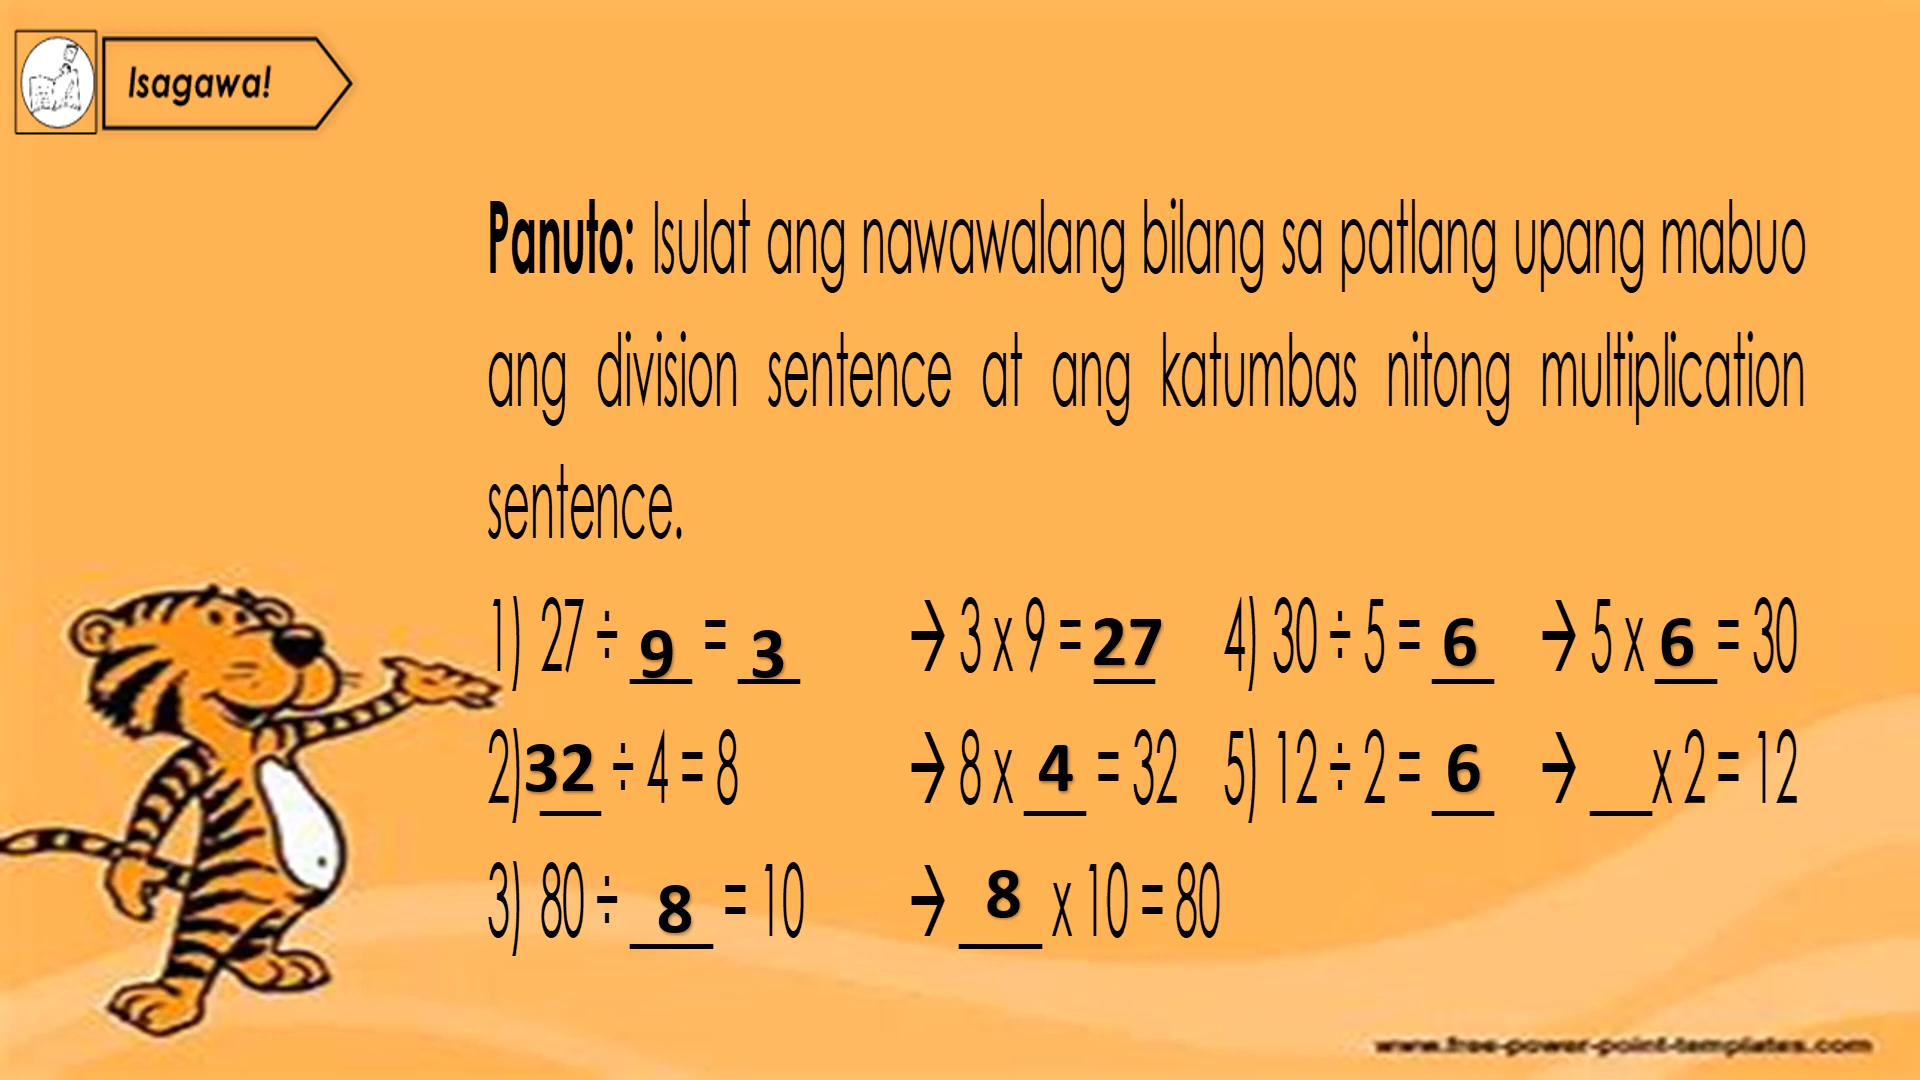 Isagawa!
Panuto: Isulat ang nawawalang bilang sa patlang upang mabuo
ang division sentence at ang katumbas nitong multiplication
sentence.
1) 27 ÷ 9 = 3 → 3 x 9 = 27 4) 30 ÷ 5 = 6 → 5 x 6 = 30
2) 32 ÷ 4 = 8 → 8 x 4 = 32 5) 12 ÷ 2 = 6 → ___x 2 = 12
3) 80 ÷ 8 = 10 → 8 x 10 = 80
www.free-power-point-templates.com